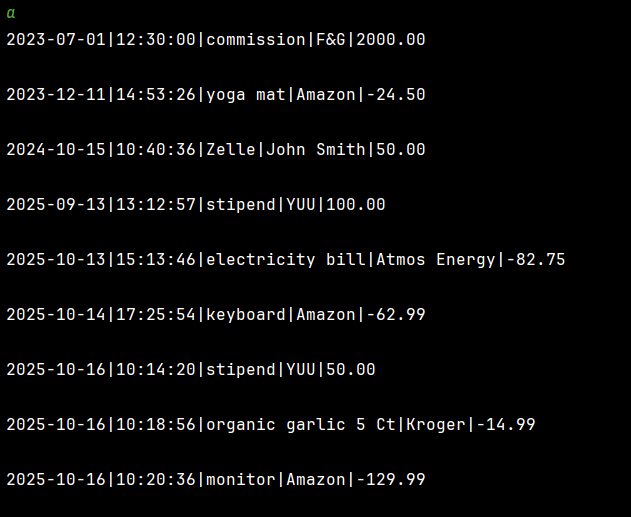 a
2023-07-01|12:30:00|commission|F&G|2000.00
2023-12-11|14:53:26|yoga mat|Amazon|-24.50
2024-10-15|10:40:36|Zelle|John Smith|50.00
2025-09-13|13:12:57|stipend|YUU|100.00
2025-10-13|15:13:46|electricity bill|Atmos Energy|-82.75
2025-10-14|17:25:54|keyboard|Amazon|-62.99
2025-10-16|10:14:20|stipend|YUU|50.00
2025-10-16|10:18:56|organic garlic 5 Ct|Kroger|-14.99
2025-10-16|10:20:36|monitor|Amazon|-129.99